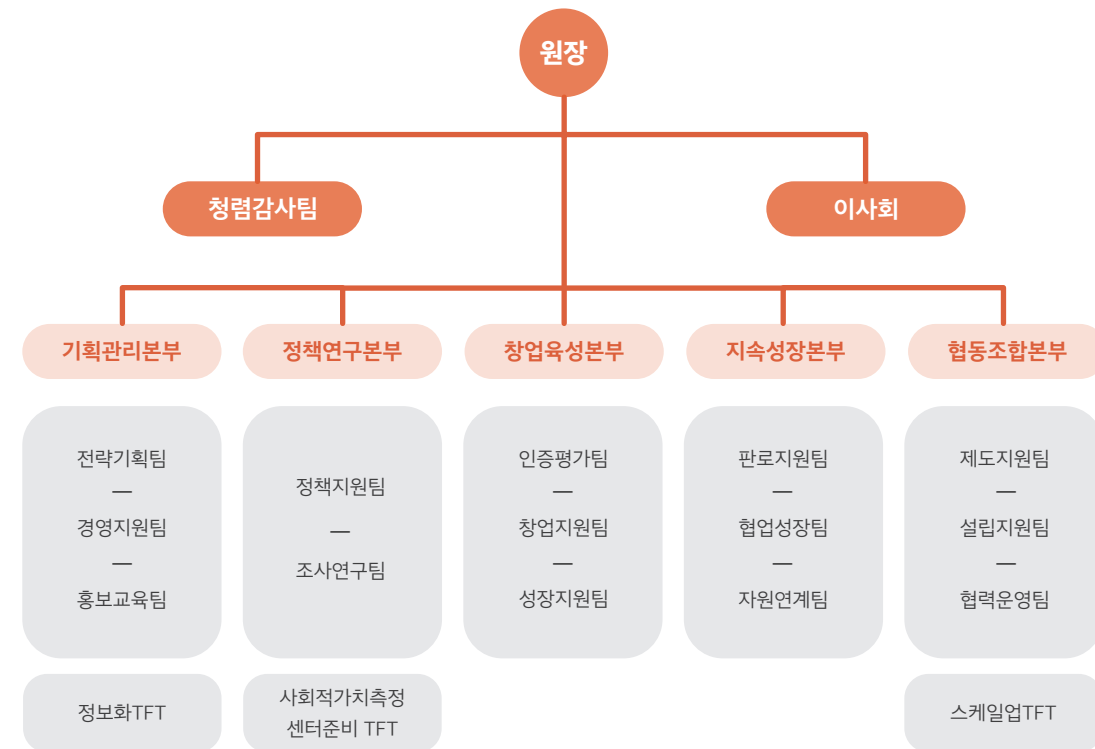 원장
청렴감사팀
이사회
기획관리본부
정책연구본부
창업육성본부
지속성장본부
협동조합본부
전략기획팀
—
경영지원팀
—
홍보교육팀
정책지원팀
—
조사연구팀
인증평가팀
—
창업지원팀
—
성장지원팀
판로지원팀
—
협업성장팀
—
자원연계팀
제도지원팀
—
설립지원팀
—
협력운영팀
정보화TFT
사회적가치측정
센터준비 TFT
스케일업TFT